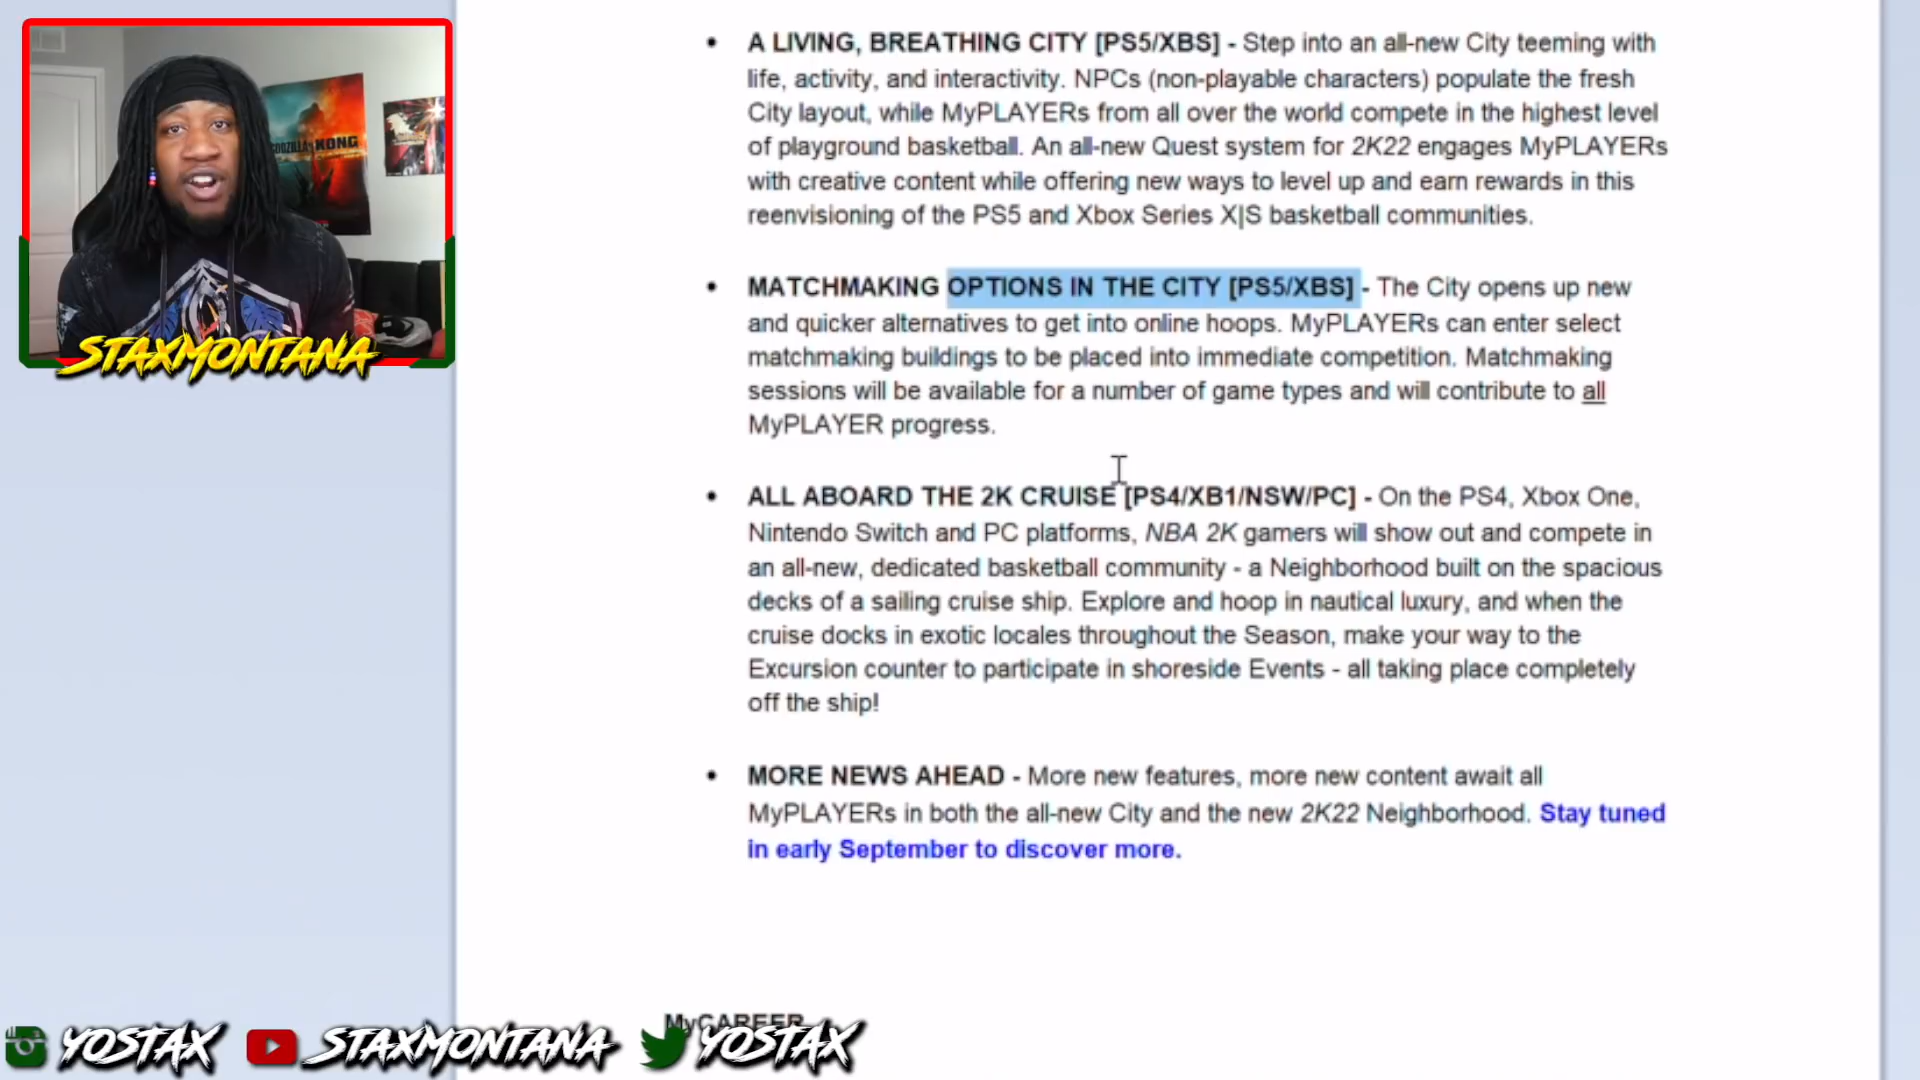 GODZILLA KONG
STAXMONTANA
• A LIVING, BREATHING CITY [PS5/XBS] - Step into an all-new City teeming with
life, activity, and interactivity. NPCs (non-playable characters) populate the fresh
City layout, while MyPLAYERs from all over the world compete in the highest level
of playground basketball. An all-new Quest system for 2K22 engages MyPLAYERs
with creative content while offering new ways to level up and earn rewards in this
reenvisioning of the PS5 and Xbox Series X|S basketball communities.
• MATCHMAKING OPTIONS IN THE CITY [PS5/XBS] - The City opens up new
and quicker alternatives to get into online hoops. MyPLAYERs can enter select
matchmaking buildings to be placed into immediate competition. Matchmaking
sessions will be available for a number of game types and will contribute to all
MyPLAYER progress.
• ALL ABOARD THE 2K CRUISE [PS4/XB1/NSW/PC] - On the PS4, Xbox One,
Nintendo Switch and PC platforms, NBA 2K gamers will show out and compete in
an all-new, dedicated basketball community - a Neighborhood built on the spacious
decks of a sailing cruise ship. Explore and hoop in nautical luxury, and when the
cruise docks in exotic locales throughout the Season, make your way to the
Excursion counter to participate in shoreside Events - all taking place completely
off the ship!
• MORE NEWS AHEAD - More new features, more new content await all
MyPLAYERs in both the all-new City and the new 2K22 Neighborhood. Stay tuned
in early September to discover more.
MyCAREER
YOSTAX STAXMONTANA YOSTAX